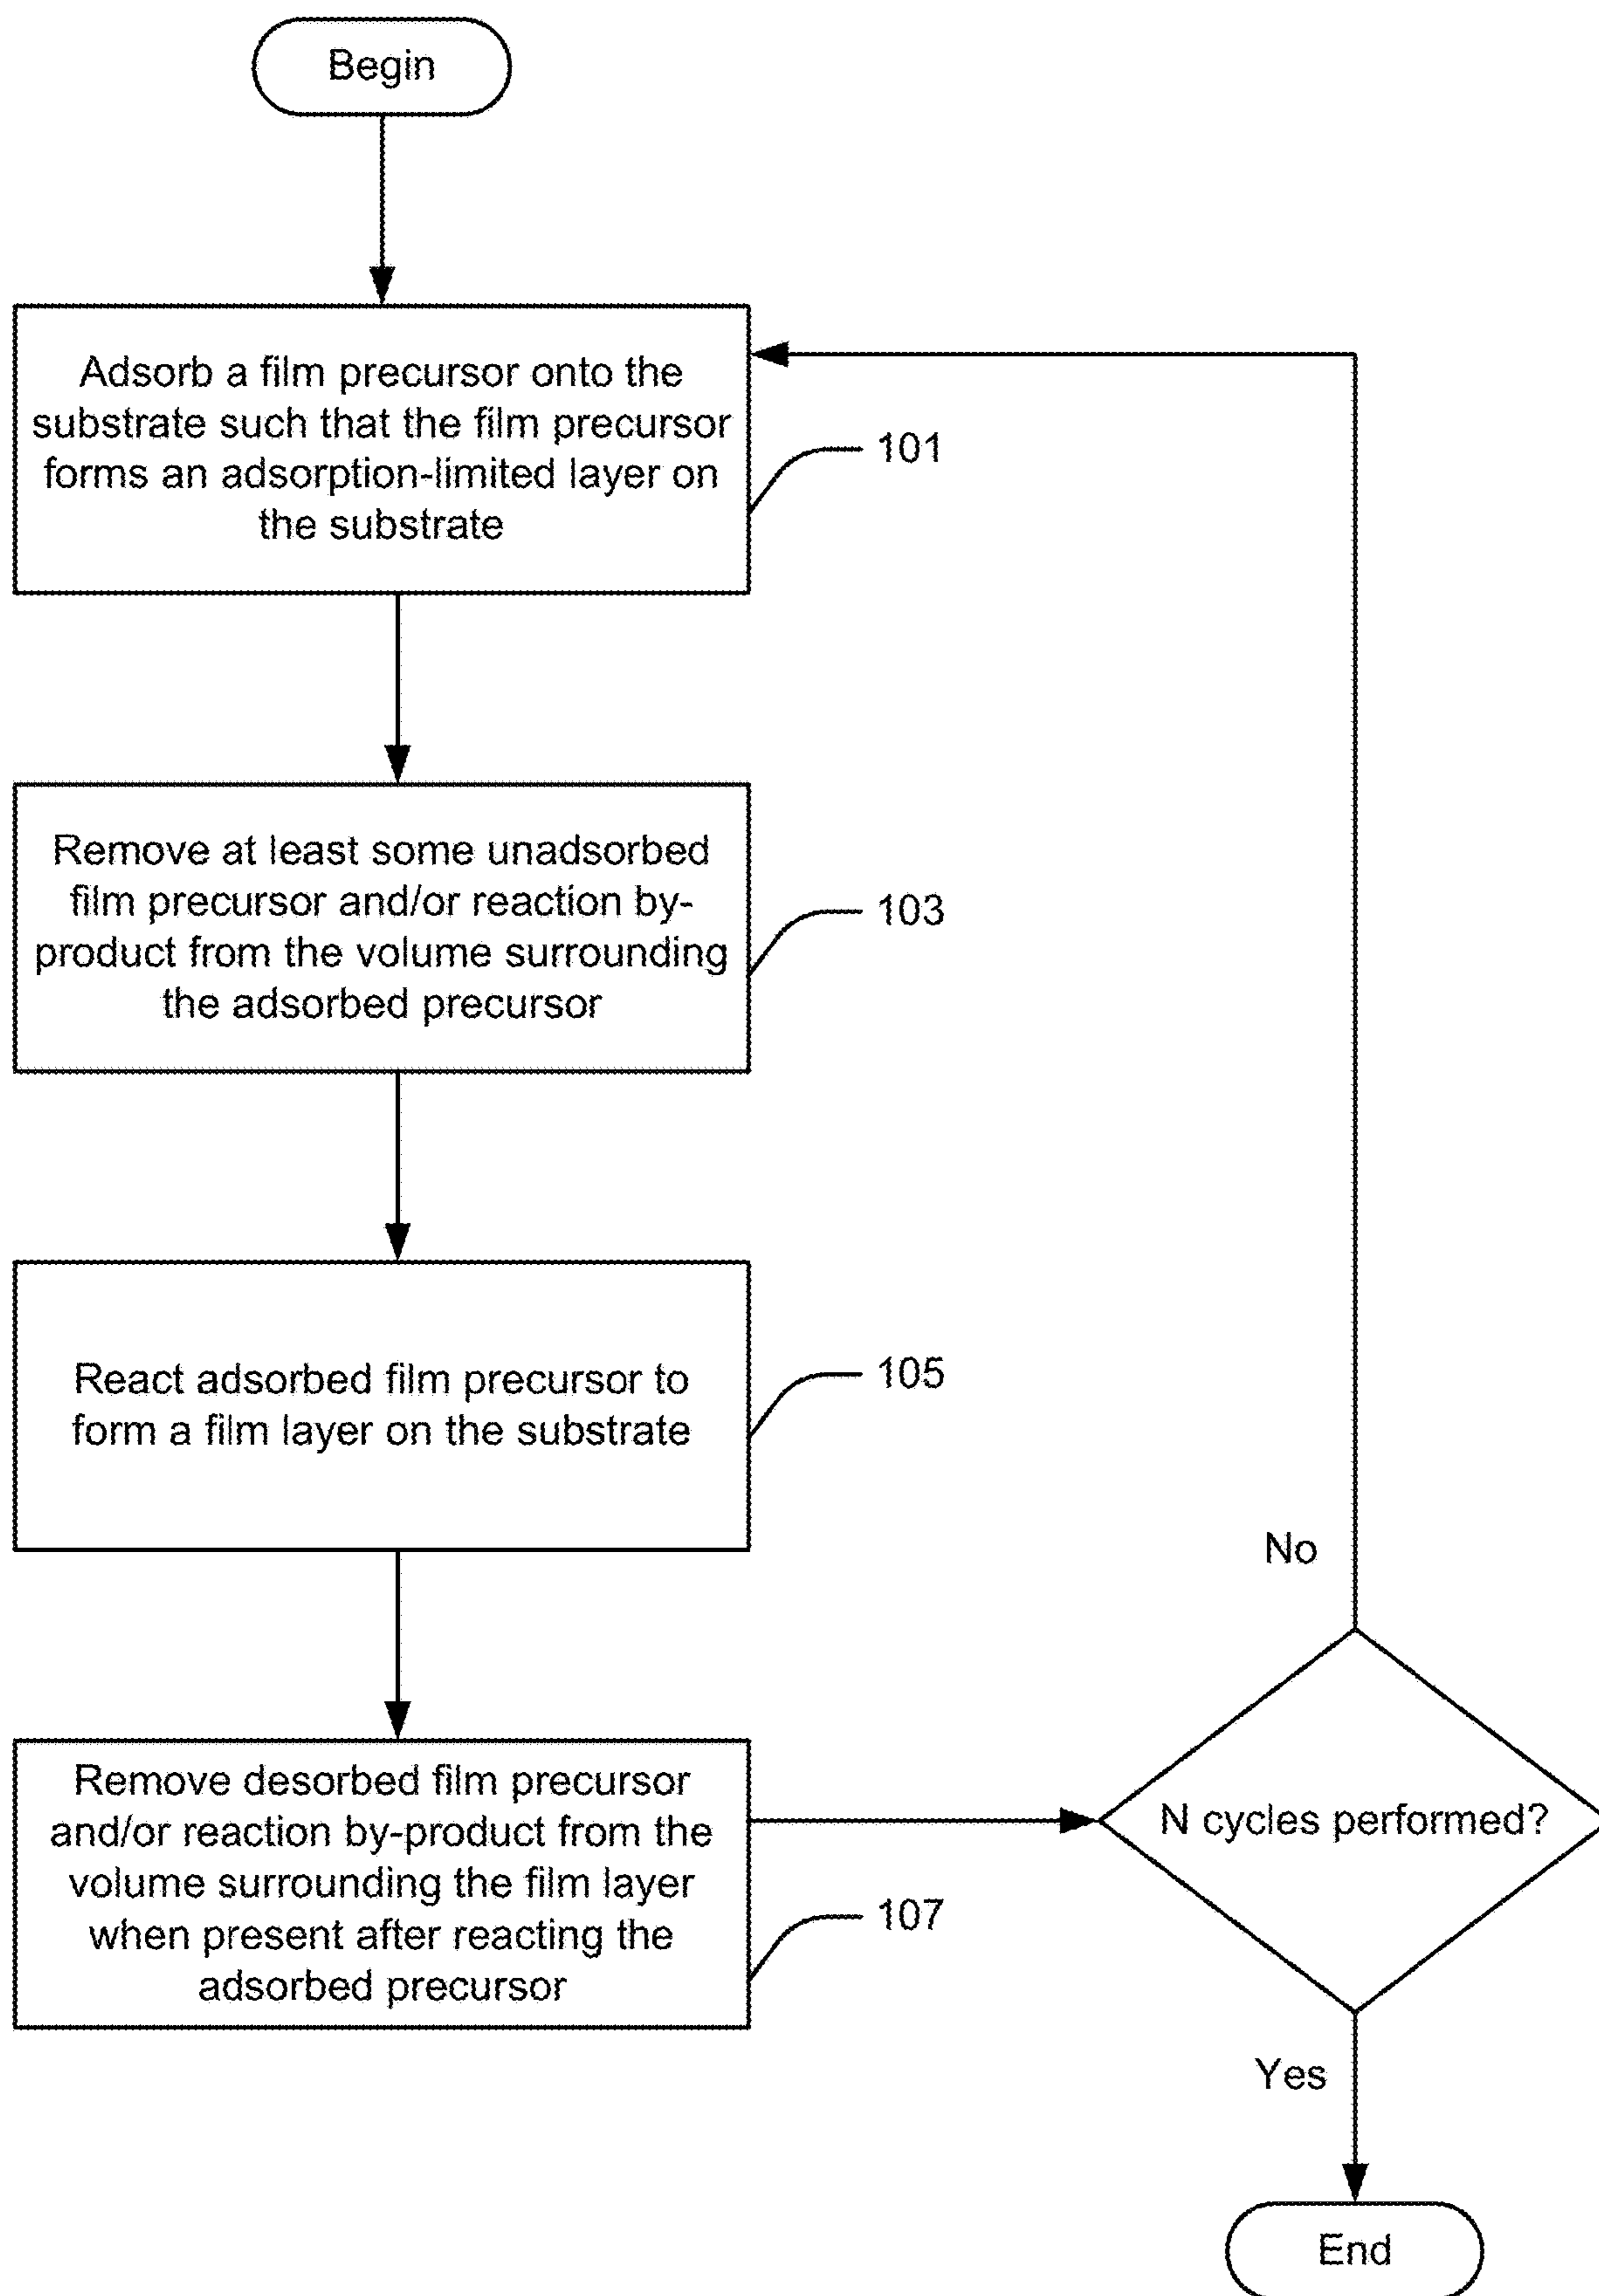 Begin
Adsorb a film precursor onto the
substrate such that the film precursor
forms an adsorption-limited layer on
the substrate
101
Remove at least some unadsorbed
film precursor and/or reaction by-
product from the volume surrounding
the adsorbed precursor
103
React adsorbed film precursor to
form a film layer on the substrate
105
No
Remove desorbed film precursor
and/or reaction by-product from the
volume surrounding the film layer
when present after reacting the
adsorbed precursor
107
N cycles performed?
Yes
End